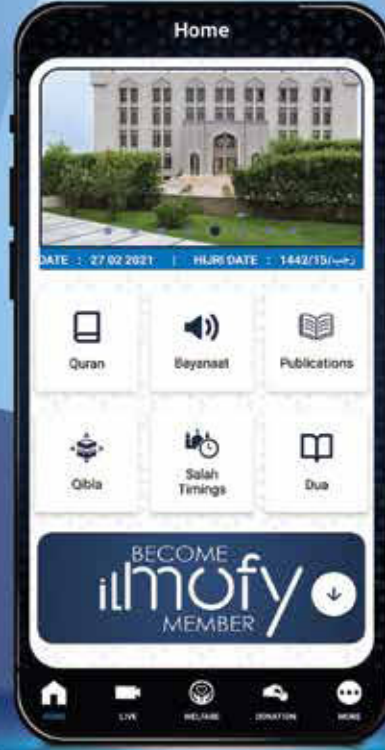 Home
DATE : 27 02 2021 | HIJRI DATE : 1442/15/رجب
Quran
Bayanaat
Publications
Qibla
Salah
Timings
Dua
BECOME
ilmofy
MEMBER
HOME
LIVE
WELFARE
DONATION
MORE